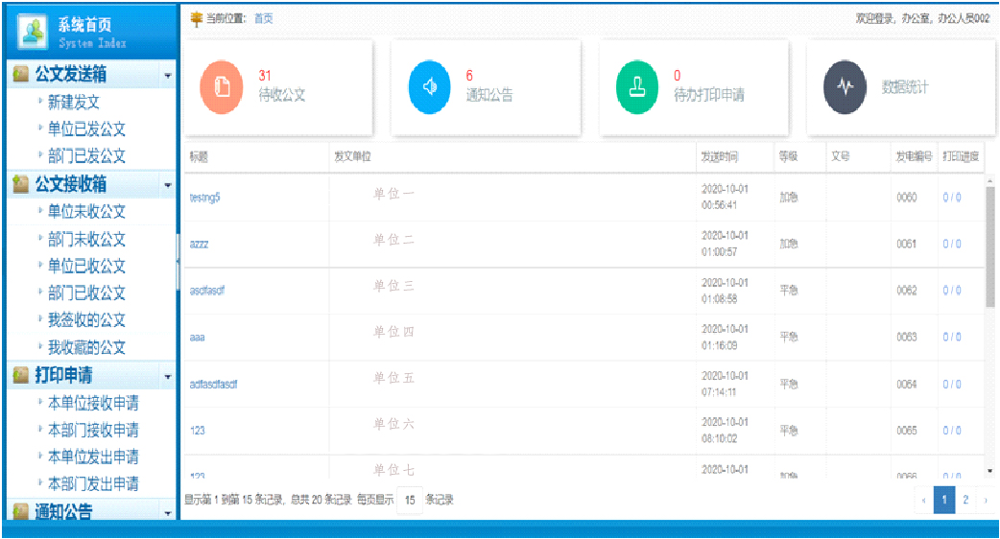 系统首页
System Index
公文发送箱
新建发文
单位已发公文
部门已发公文
公文接收箱
单位未收公文
部门未收公文
单位已收公文
部门已收公文
我签收的公文
我收藏的公文
打印申请
本单位接收申请
本部门接收申请
本单位发出申请
本部门发出申请
通知公告
当前位置: 首页
欢迎登录, 办公室, 办公人员002
31
待收公文
6
通知公告
0
待办打印申请
数据统计
标题 发文单位 发送时间 等级 文号 发电编号 打印进度
testng5 单位一 2020-10-01 00:56:41 加急 0060 0 / 0
azzz 单位二 2020-10-01 01:00:57 加急 0061 0 / 0
asdfasdf 单位三 2020-10-01 01:08:58 平急 0062 0 / 0
aaa 单位四 2020-10-01 01:16:09 平急 0063 0 / 0
adfasdfasdf 单位五 2020-10-01 07:14:11 平急 0064 0 / 0
123 单位六 2020-10-01 08:10:02 平急 0065 0 / 0
123 单位七 2020-10-01 加急 0066 0 / 0
显示第 1 到第 15 条记录, 总共 20 条记录 每页显示 15 条记录
‹ 1 2 ›